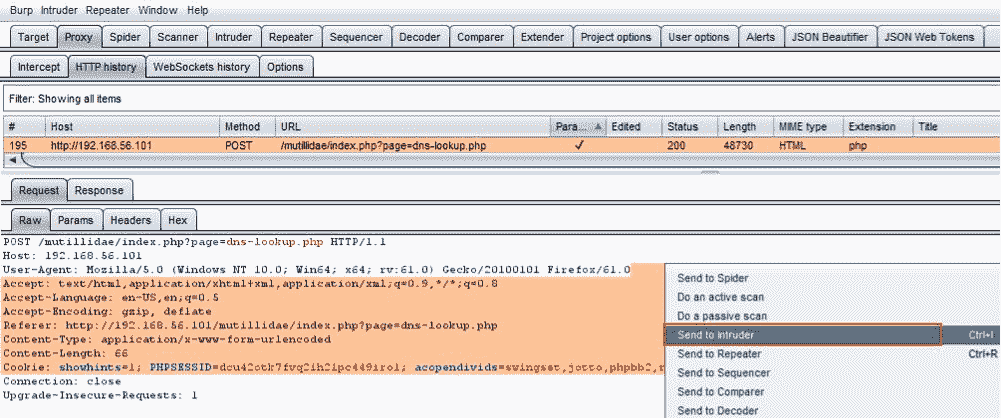 Burp Intruder Repeater Window Help
Target Proxy Spider Scanner Intruder Repeater Sequencer Decoder Comparer Extender Project options User options Alerts JSON Beautifier JSON Web Tokens
Intercept HTTP history WebSockets history Options
Filter: Showing all items
# Host Method URL Para... Edited Status Length MIME type Extension Title
195 http://192.168.56.101 POST /mutillidae/index.php?page=dns-lookup.php ✓ 200 48730 HTML php
Request Response
Raw Params Headers Hex
POST /mutillidae/index.php?page=dns-lookup.php HTTP/1.1
Host: 192.168.56.101
User-Agent: Mozilla/5.0 (Windows NT 10.0; Win64; x64; rv:61.0) Gecko/20100101 Firefox/61.0
Accept: text/html,application/xhtml+xml,application/xml;q=0.9,*/*;q=0.8
Accept-Language: en-US,en;q=0.5
Accept-Encoding: gzip, deflate
Referer: http://192.168.56.101/mutillidae/index.php?page=dns-lookup.php
Content-Type: application/x-www-form-urlencoded
Content-Length: 66
Cookie: showhints=1; PHPSESSID=dcu42otk7fvq2ih2ipc449irol; acopendivids=swingset,jotto,phpbb2,r
Connection: close
Upgrade-Insecure-Requests: 1
Send to Spider
Do an active scan
Do a passive scan
Send to Intruder Ctrl+I
Send to Repeater Ctrl+R
Send to Sequencer
Send to Comparer
Send to Decoder